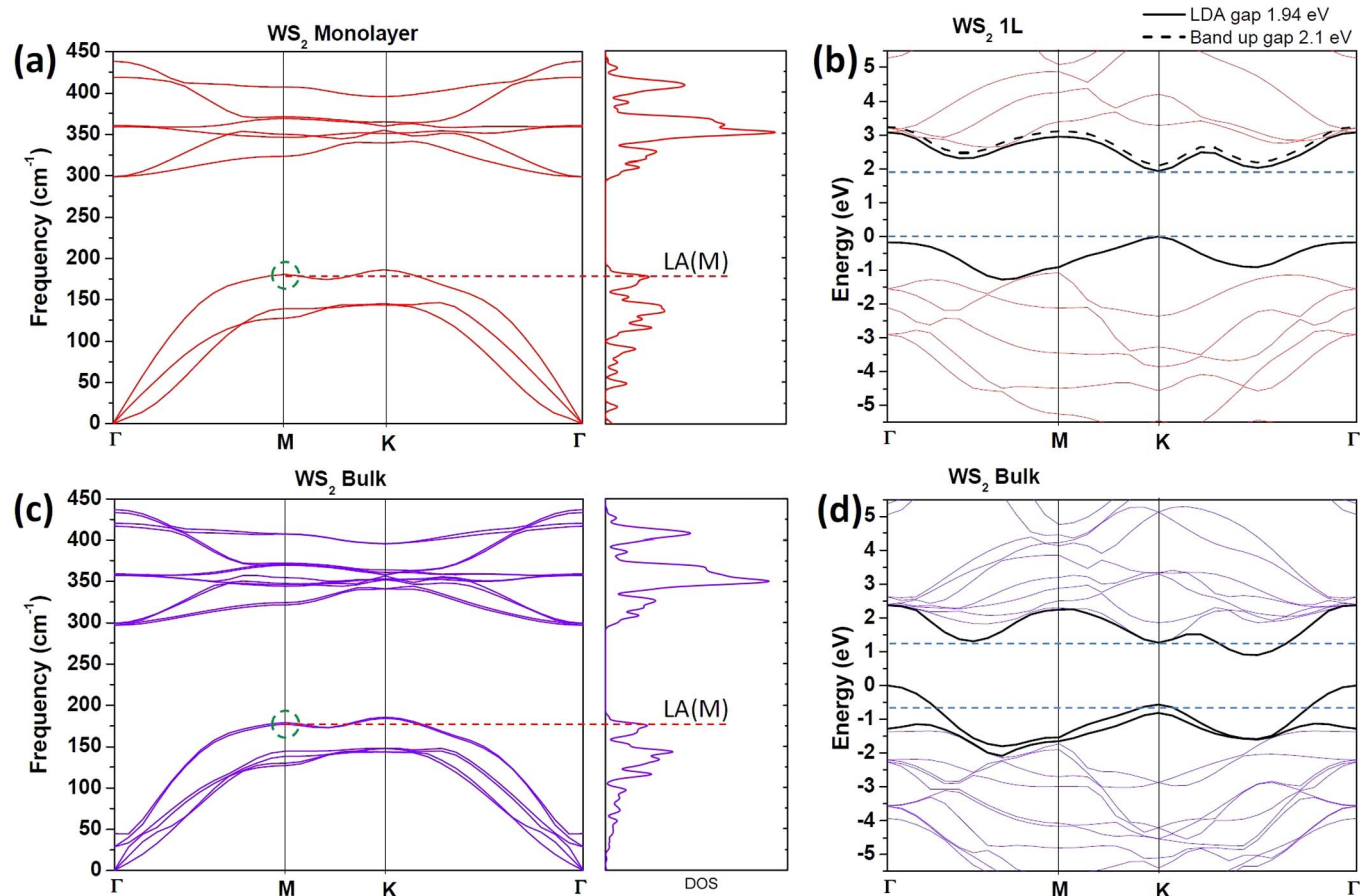 (a)
WS2 Monolayer
Frequency (cm-1)
450
400
350
300
250
200
150
100
50
0
Γ
M
K
Γ
LA(M)
(b)
WS2 1L
LDA gap 1.94 eV
Band up gap 2.1 eV
Energy (eV)
5
4
3
2
1
0
-1
-2
-3
-4
-5
Γ
M
K
Γ
(c)
WS2 Bulk
Frequency (cm-1)
450
400
350
300
250
200
150
100
50
0
Γ
M
K
Γ
LA(M)
DOS
(d)
WS2 Bulk
Energy (eV)
5
4
3
2
1
0
-1
-2
-3
-4
-5
Γ
M
K
Γ